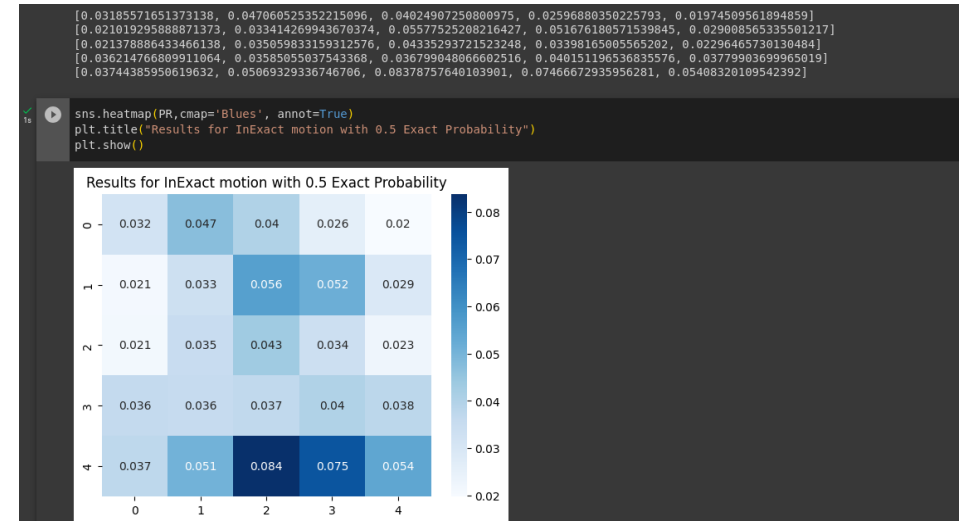 [0.03185571651373138, 0.047060525352215096, 0.04024907250800975, 0.02596880350225793, 0.01974509561894859]
[0.021019295888871373, 0.033414269943670374, 0.05577525208216427, 0.051676180571539845, 0.029008565335501217]
[0.021378886433466138, 0.035059833159312576, 0.04335293721523248, 0.03398165005565202, 0.02296465730130484]
[0.036214766809911064, 0.03585055037543368, 0.036799048066602516, 0.040151196536835576, 0.03779903699965019]
[0.03744385950619632, 0.05069329336746706, 0.08378757640103901, 0.07466672935956281, 0.05408320109542392]
1s
sns.heatmap(PR,cmap='Blues', annot=True)
plt.title("Results for InExact motion with 0.5 Exact Probability")
plt.show()
Results for InExact motion with 0.5 Exact Probability
0 0.032 0.047 0.04 0.026 0.02
1 0.021 0.033 0.056 0.052 0.029
2 0.021 0.035 0.043 0.034 0.023
3 0.036 0.036 0.037 0.04 0.038
4 0.037 0.051 0.084 0.075 0.054
0 1 2 3 4
0.08
0.07
0.06
0.05
0.04
0.03
0.02